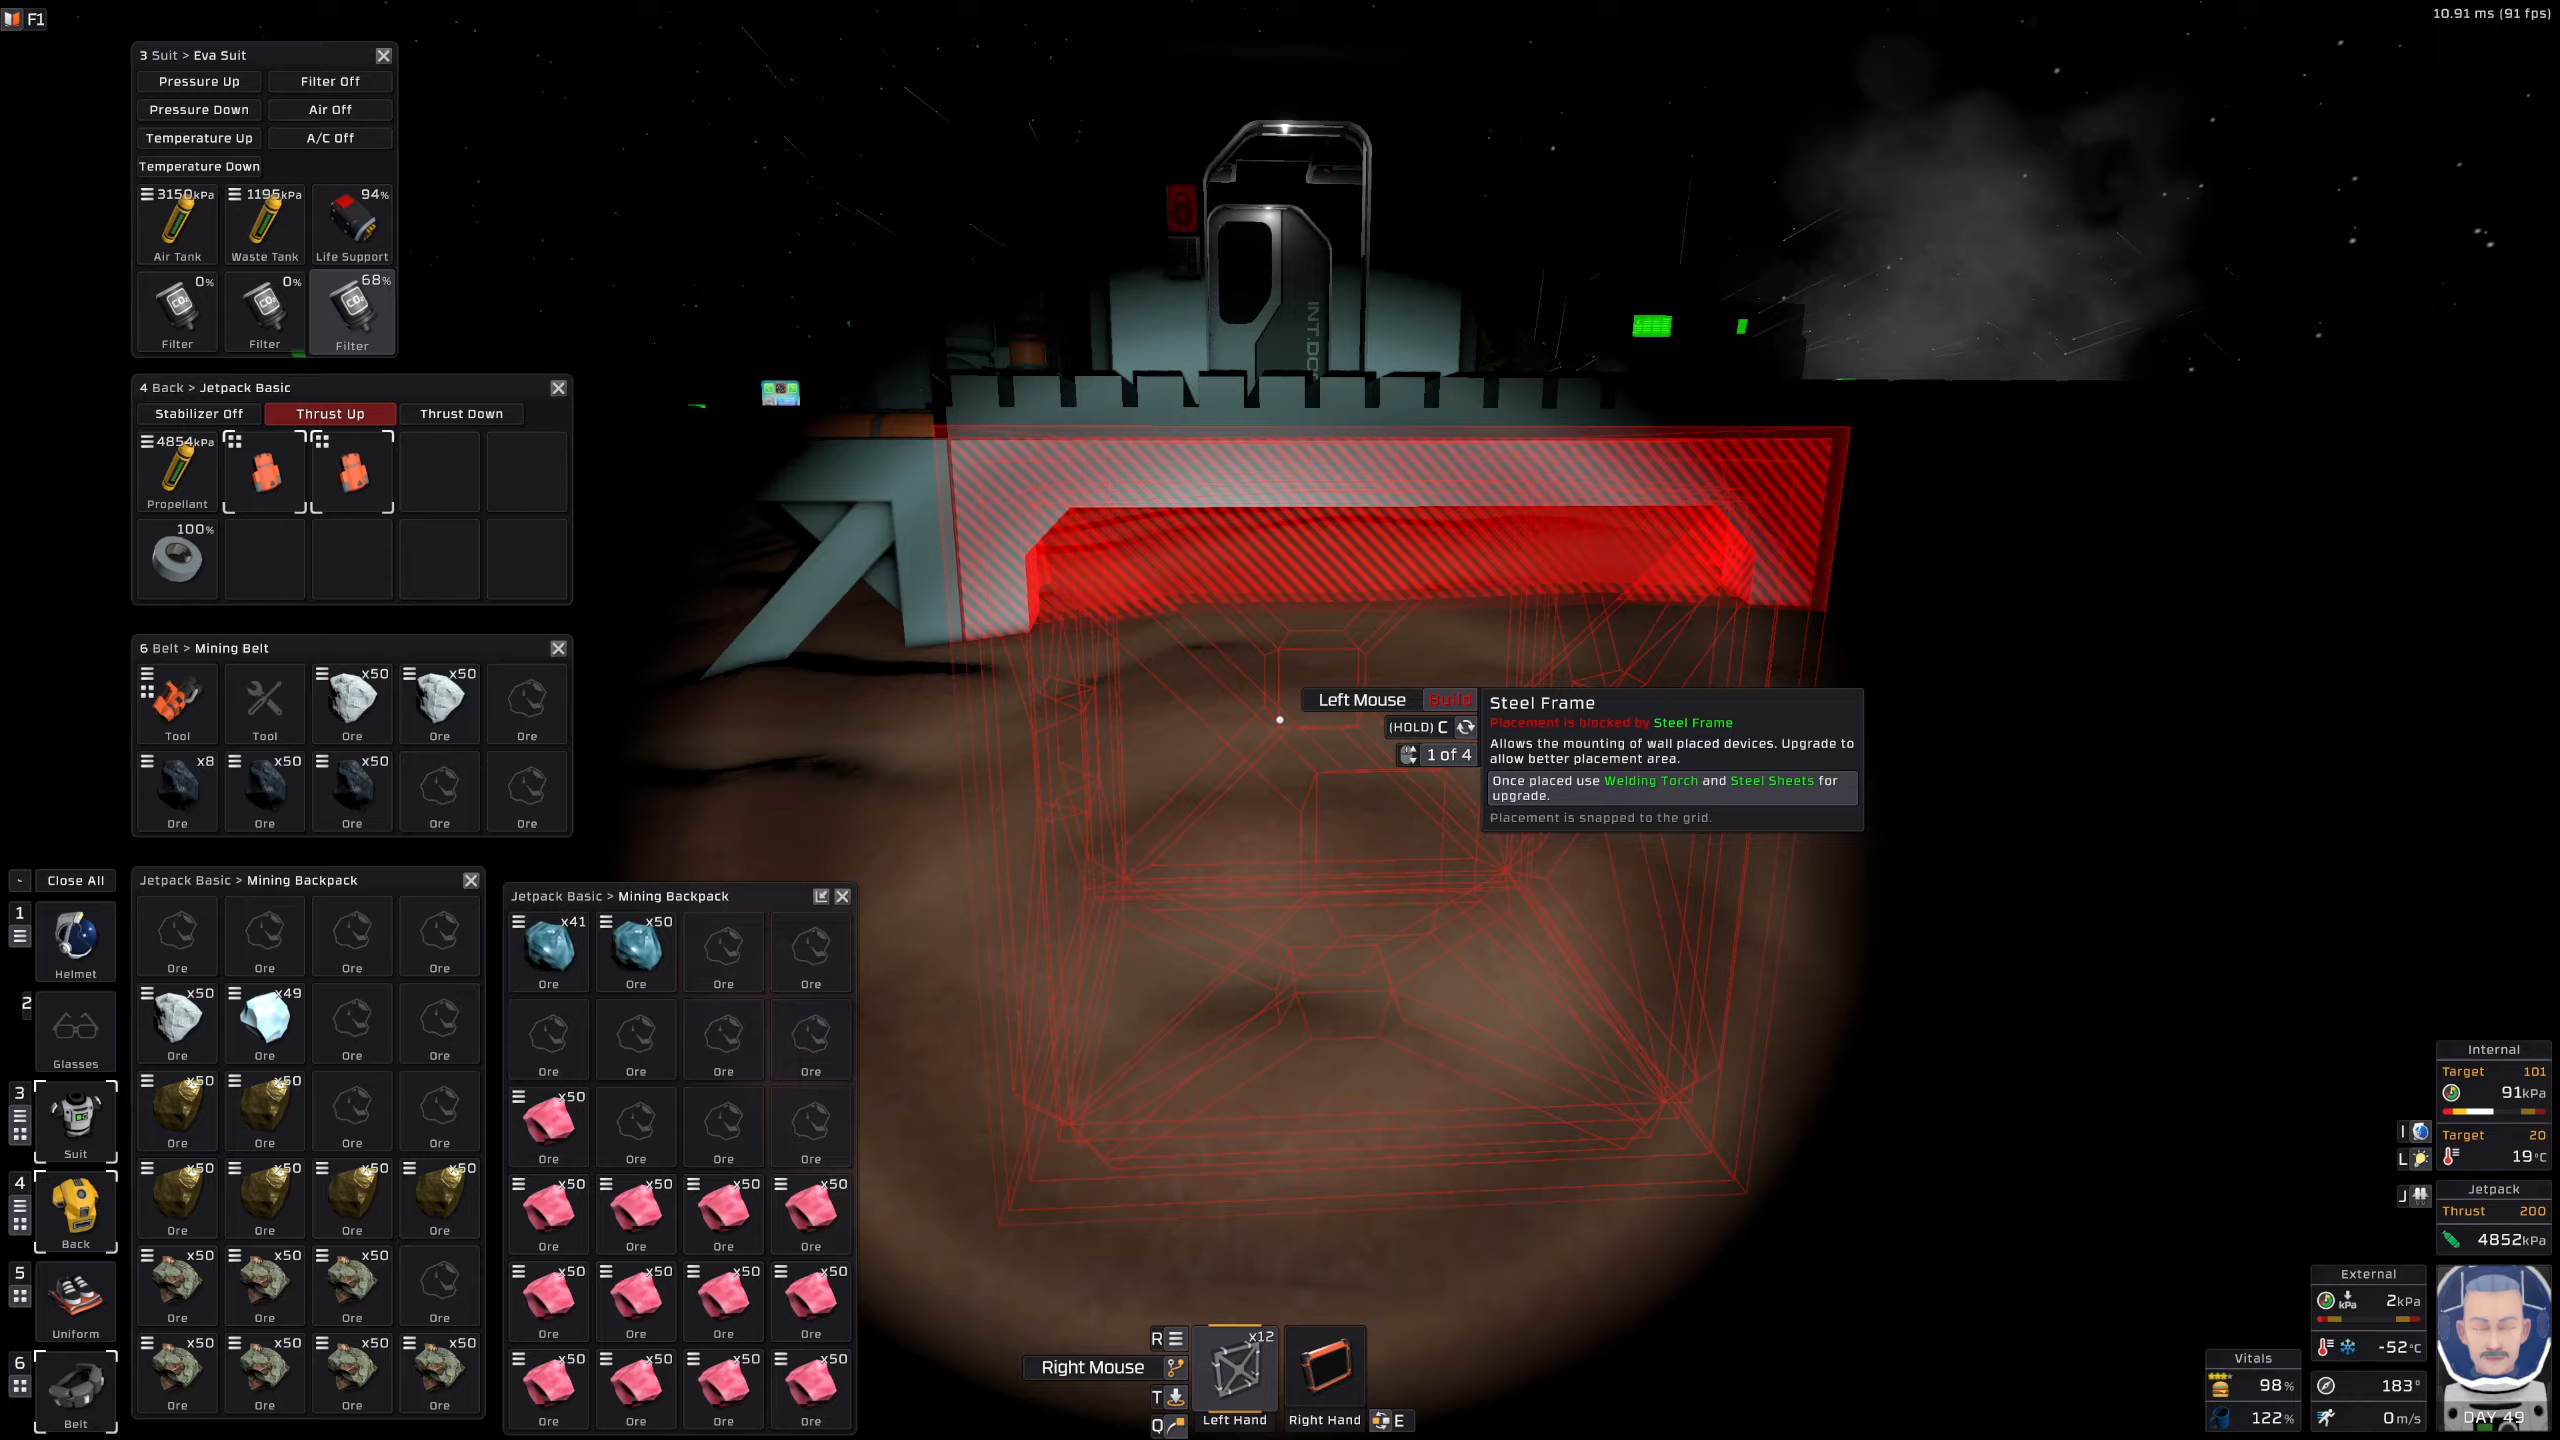 F1
10.91 ms (91 fps)
3 Suit > Eva Suit
Pressure Up
Filter Off
Pressure Down
Air Off
Temperature Up
A/C Off
Temperature Down
3150kPa
Air Tank
1195kPa
Waste Tank
94%
Life Support
0%
Filter
0%
Filter
68%
Filter
4 Back > Jetpack Basic
Stabilizer Off
Thrust Up
Thrust Down
4854kPa
Propellant
100%
6 Belt > Mining Belt
Tool
Tool
x50
Ore
x50
Ore
Ore
x8
Ore
x50
Ore
x50
Ore
Ore
Ore
~
Close All
1
Helmet
2
Glasses
3
Suit
4
Back
5
Uniform
6
Belt
Jetpack Basic > Mining Backpack
Ore
Ore
Ore
Ore
x50
Ore
x49
Ore
Ore
Ore
x50
Ore
x50
Ore
Ore
Ore
x50
Ore
x50
Ore
x50
Ore
x50
Ore
x50
Ore
x50
Ore
x50
Ore
Ore
x50
Ore
x50
Ore
x50
Ore
x50
Ore
Jetpack Basic > Mining Backpack
x41
Ore
x50
Ore
Ore
Ore
Ore
Ore
Ore
Ore
x50
Ore
Ore
Ore
Ore
x50
Ore
x50
Ore
x50
Ore
x50
Ore
x50
Ore
x50
Ore
x50
Ore
x50
Ore
x50
Ore
x50
Ore
x50
Ore
x50
Ore
Left Mouse
Build
(HOLD) C
1 of 4
Steel Frame
Placement is blocked by Steel Frame
Allows the mounting of wall placed devices. Upgrade to
allow better placement area.
Once placed use Welding Torch and Steel Sheets for
upgrade.
Placement is snapped to the grid.
R
Right Mouse
T
Q
x12
Left Hand
Right Hand
E
Internal
Target 101
91kPa
I
Target 20
L
19°C
J
Jetpack
Thrust 200
4852kPa
External
kPa
2kPa
-52°C
183°
0m/s
Vitals
98%
122%
DAY 49